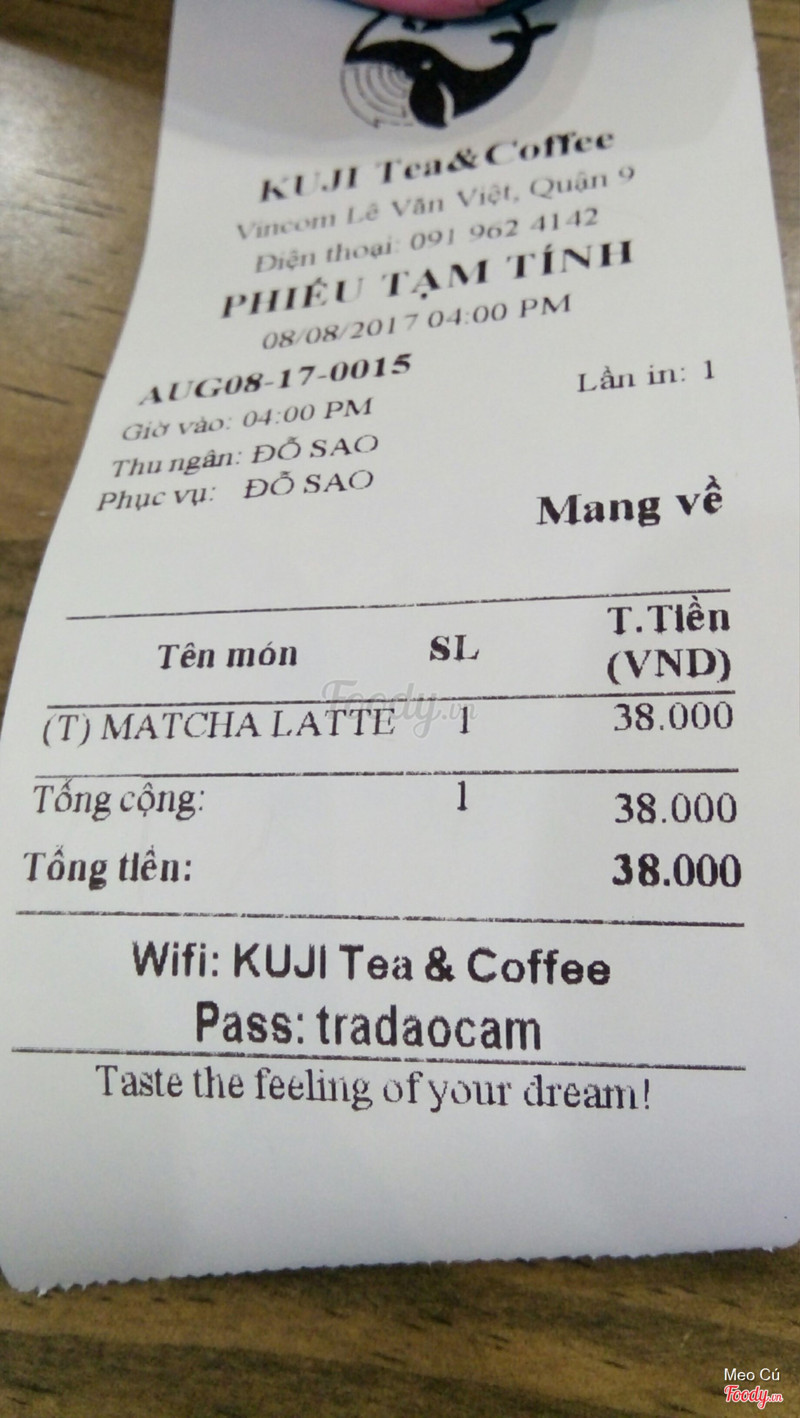 KUJI Tea&Coffee
Vincom Lê Văn Việt, Quận 9
Điện thoại: 091 962 4142
PHIẾU TẠM TÍNH
08/08/2017 04:00 PM
AUG08-17-0015
Lần in: 1
Giờ vào: 04:00 PM
Thu ngân: ĐỖ SAO
Phục vụ: ĐỖ SAO
Mang về
Tên món SL T.Tiền
(VND)
Foody.vn
(T) MATCHA LATTE 1 38.000
Tổng cộng: 1 38.000
Tổng tiền: 38.000
Wifi: KUJI Tea & Coffee
Pass: tradaocam
Taste the feeling of your dream!
Meo Cú
Foody.vn